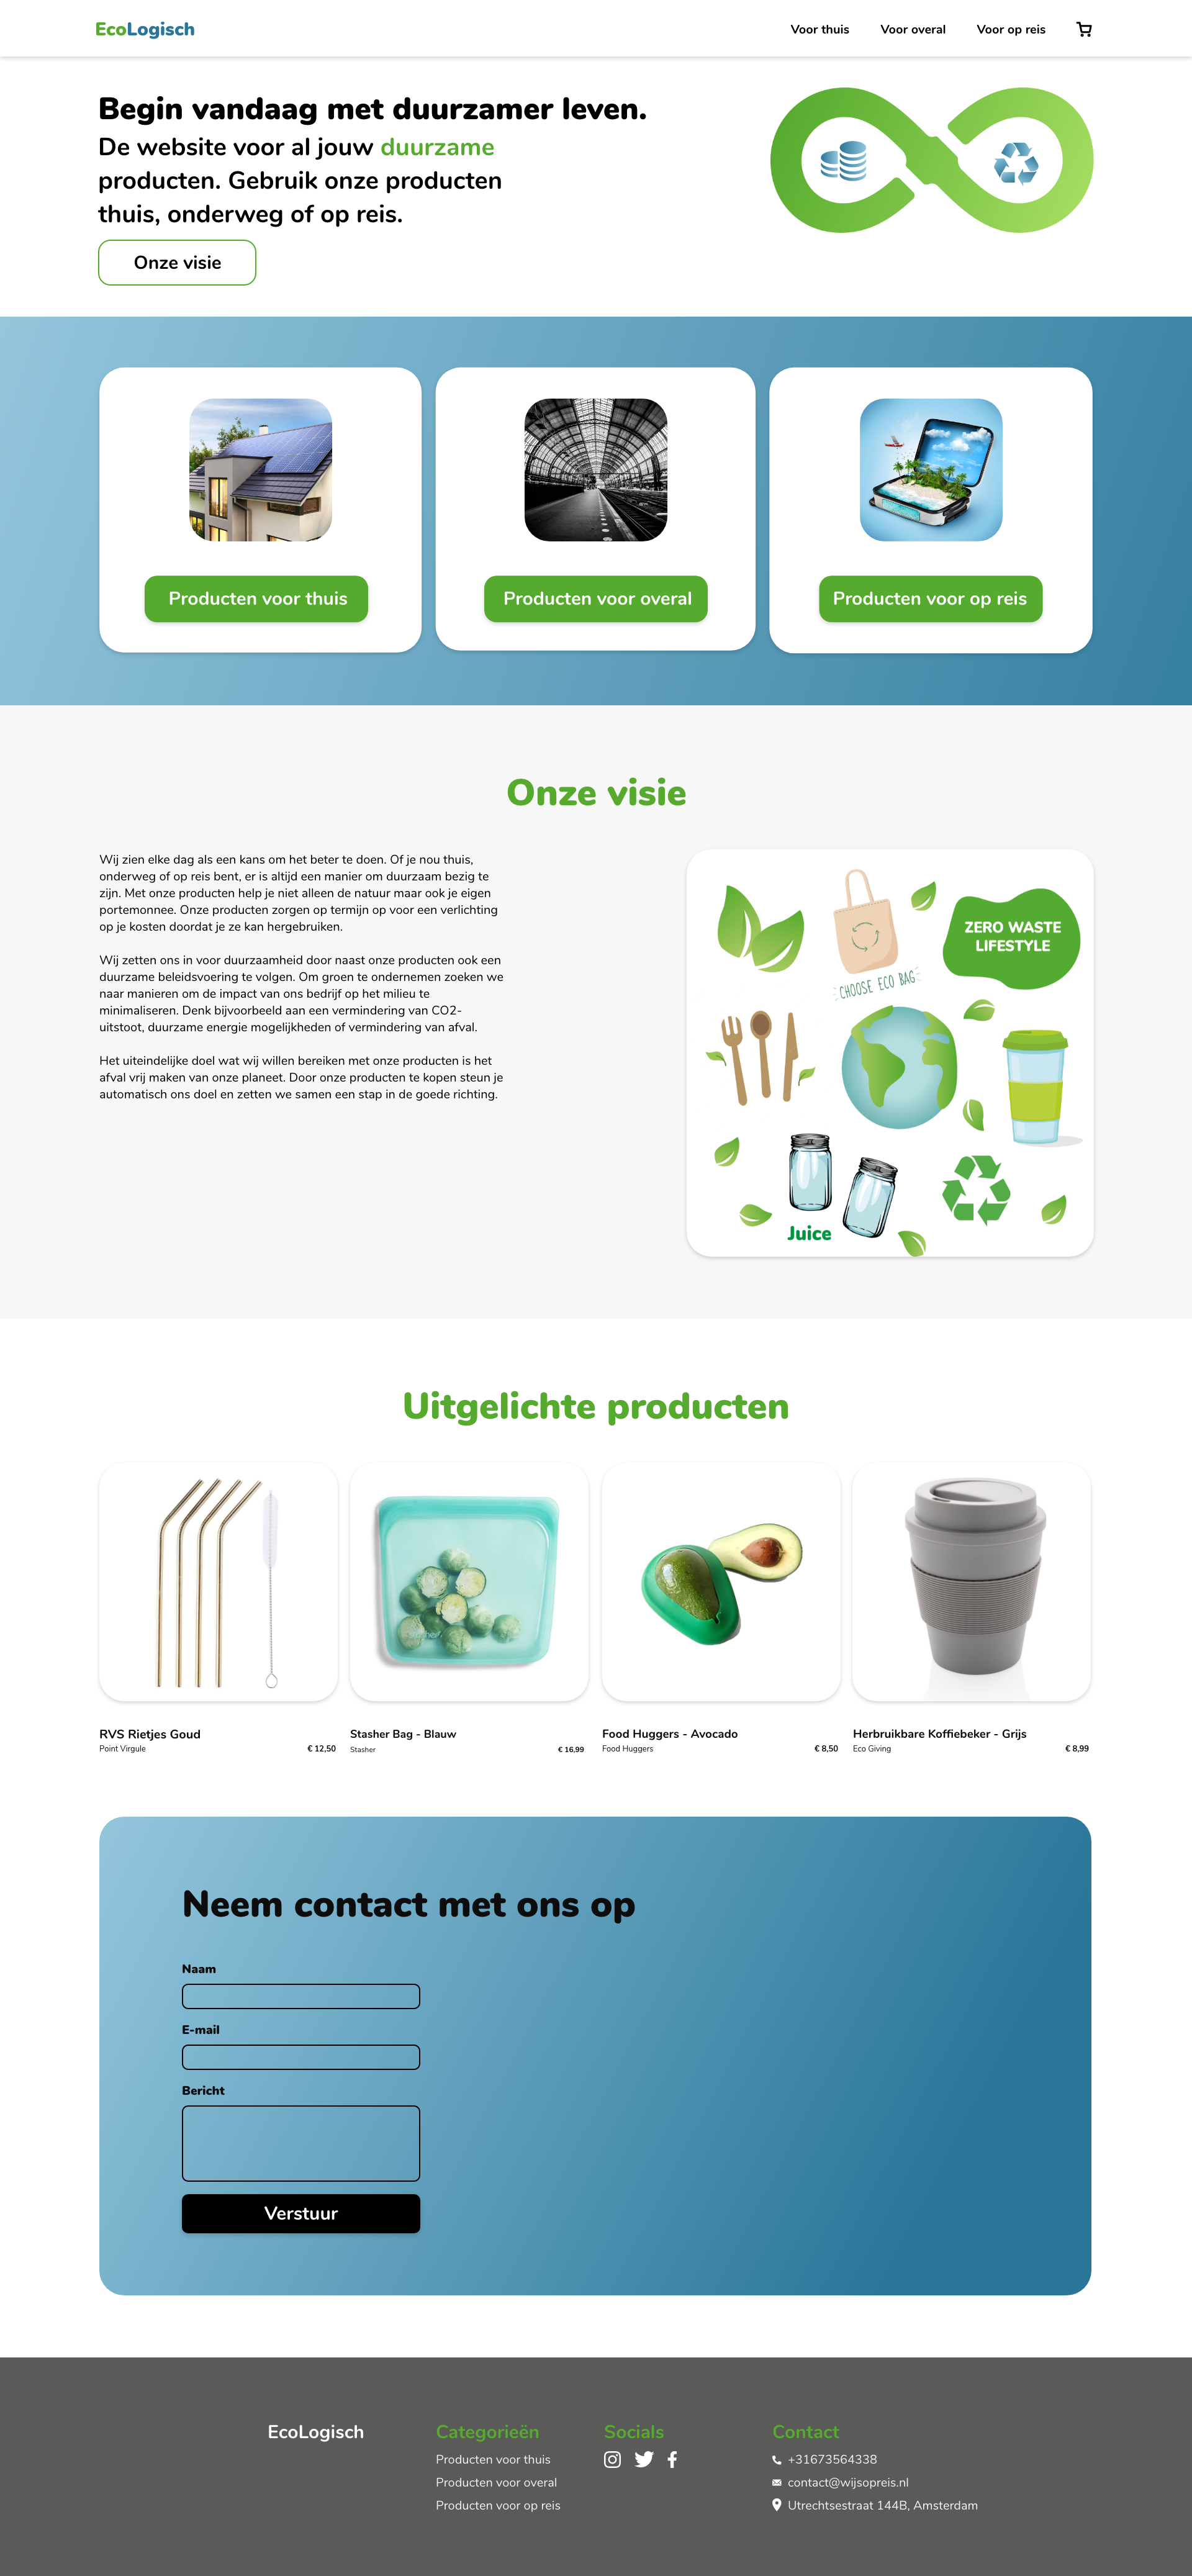 EcoLogisch
Voor thuis
Voor overal
Voor op reis
Begin vandaag met duurzamer leven.
De website voor al jouw duurzame
producten. Gebruik onze producten
thuis, onderweg of op reis.
Onze visie
Producten voor thuis
Producten voor overal
Producten voor op reis
Onze visie
Wij zien elke dag als een kans om het beter te doen. Of je nou thuis,
onderweg of op reis bent, er is altijd een manier om duurzaam bezig te
zijn. Met onze producten help je niet alleen de natuur maar ook je eigen
portemonnee. Onze producten zorgen op termijn op voor een verlichting
op je kosten doordat je ze kan hergebruiken.
Wij zetten ons in voor duurzaamheid door naast onze producten ook een
duurzame beleidsvoering te volgen. Om groen te ondernemen zoeken we
naar manieren om de impact van ons bedrijf op het milieu te
minimaliseren. Denk bijvoorbeeld aan een vermindering van CO2-
uitstoot, duurzame energie mogelijkheden of vermindering van afval.
Het uiteindelijke doel wat wij willen bereiken met onze producten is het
afval vrij maken van onze planeet. Door onze producten te kopen steun je
automatisch ons doel en zetten we samen een stap in de goede richting.
ZERO WASTE
LIFESTYLE
CHOOSE ECO BAG
Juice
Uitgelichte producten
RVS Rietjes Goud
Point Virgule
€ 12,50
Stasher Bag - Blauw
Stasher
€ 16,99
Food Huggers - Avocado
Food Huggers
€ 8,50
Herbruikbare Koffiebeker - Grijs
Eco Giving
€ 8,99
Neem contact met ons op
Naam
E-mail
Bericht
Verstuur
EcoLogisch
Categorieën
Producten voor thuis
Producten voor overal
Producten voor op reis
Socials
Contact
+31673564338
contact@wijsopreis.nl
Utrechtsestraat 144B, Amsterdam